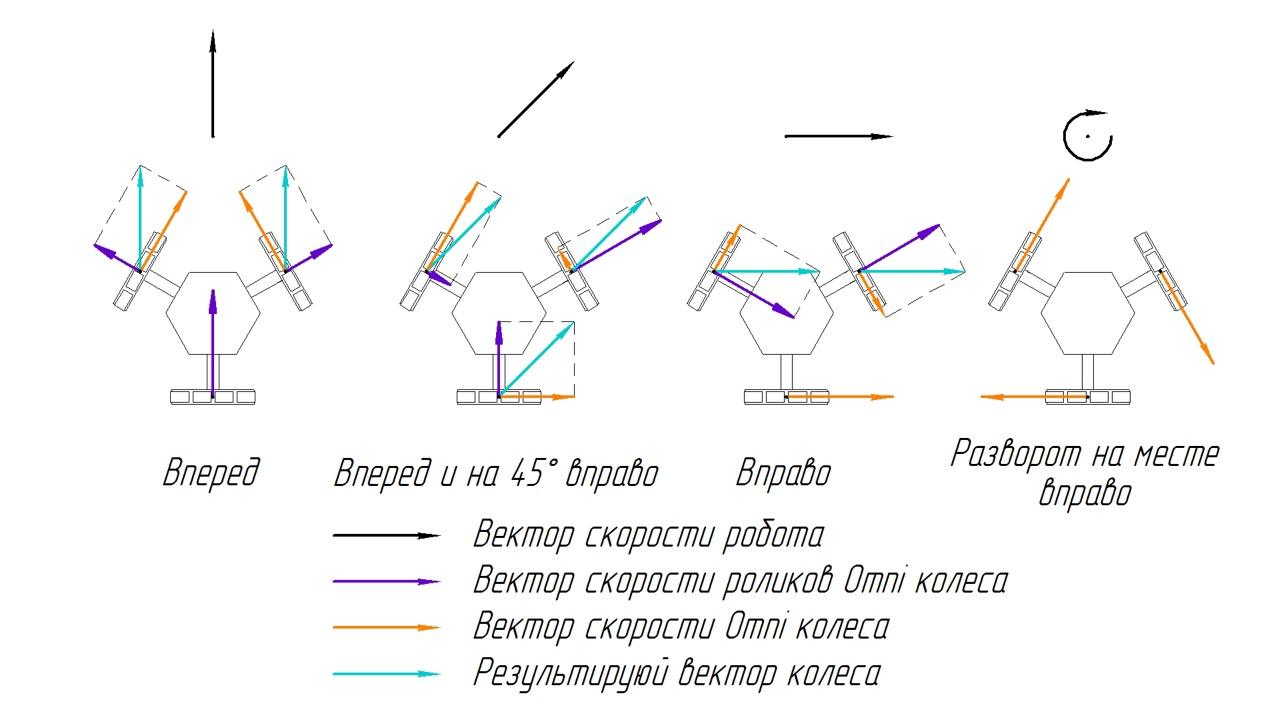 Вперед
Вперед и на 45° вправо
Вправо
Разворот на месте
вправо
Вектор скорости робота
Вектор скорости роликов Omni колеса
Вектор скорости Omni колеса
Результируюй вектор колеса